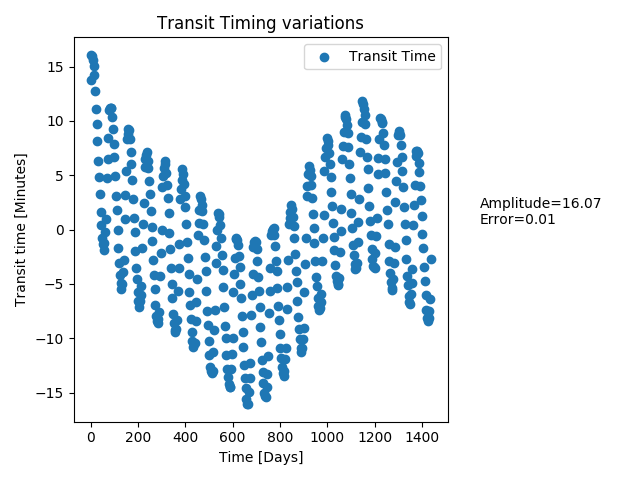 Transit Timing variations
Transit Time
Transit time [Minutes]
15
10
5
0
−5
−10
−15
0 200 400 600 800 1000 1200 1400
Time [Days]
Amplitude=16.07
Error=0.01